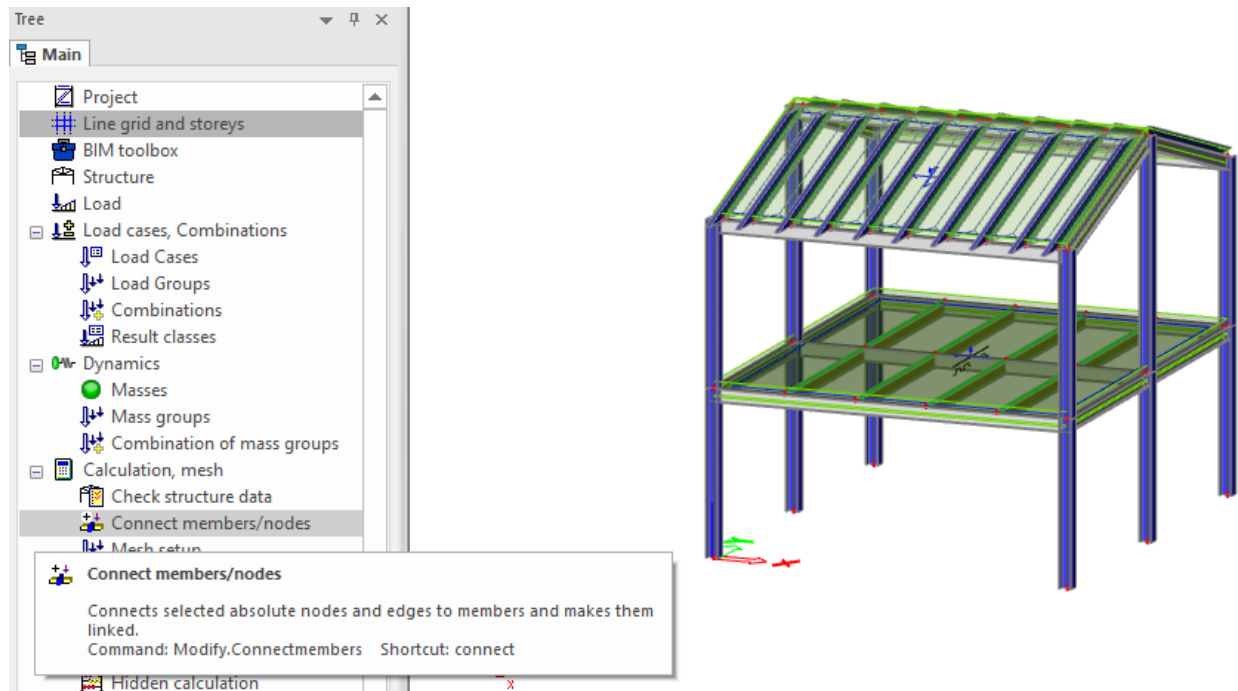 Tree
Main
Project
Line grid and storeys
BIM toolbox
Structure
Load
Load cases, Combinations
Load Cases
Load Groups
Combinations
Result classes
Dynamics
Masses
Mass groups
Combination of mass groups
Calculation, mesh
Check structure data
Connect members/nodes
Mesh setup
Connect members/nodes
Connects selected absolute nodes and edges to members and makes them
linked.
Command: Modify.Connectmembers Shortcut: connect
Hidden calculation
x